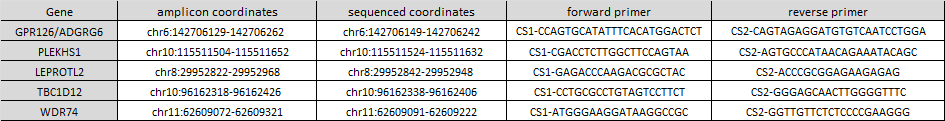 Gene amplicon coordinates sequenced coordinates forward primer reverse primer
GPR126/ADGRG6 chr6:142706129-142706262 chr6:142706149-142706242 CS1-CCAGTGCATATTTCACATGGACTCT CS2-CAGTAGAGGATGTGTCAATCCTGGA
PLEKHS1 chr10:115511504-115511652 chr10:115511524-115511632 CS1-CGACCTCTTGGCTTCCAGTAA CS2-AGTGCCCATAACAGAAATACAGC
LEPROTL2 chr8:29952822-29952968 chr8:29952842-29952948 CS1-GAGACCCAAGACGCGCTAC CS2-ACCCGCGGAGAAGAGAG
TBC1D12 chr10:96162318-96162426 chr10:96162338-96162406 CS1-CCTGCGCCTGTAGTCCTTCT CS2-GGGAGCAACTTGGGGTTTC
WDR74 chr11:62609072-62609321 chr11:62609091-62609222 CS1-ATGGGAAGGATAAGGCCGC CS2-GGTTGTTCTCTCCCCGAAGGG